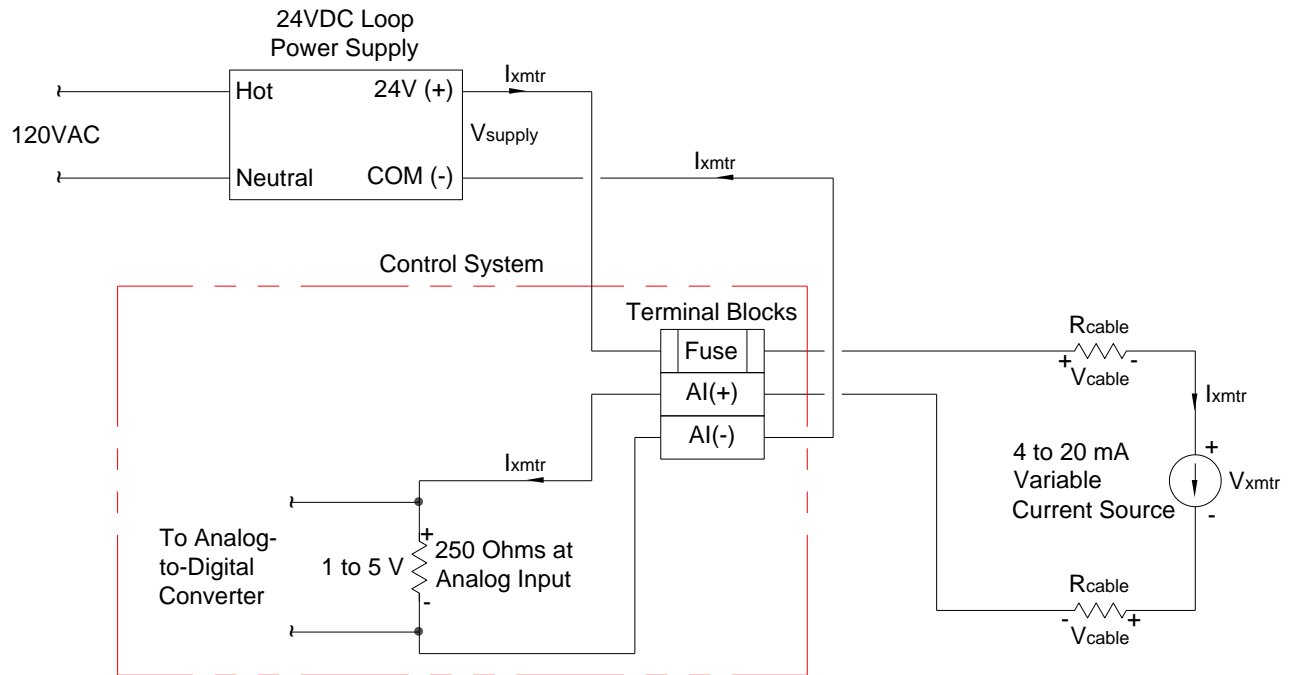 24VDC Loop
Power Supply
Ixmtr
Hot
24V (+)
120VAC
Vsupply
Ixmtr
Neutral
COM (-)
Control System
Terminal Blocks
Rcable
Fuse
+
-
Vcable
AI(+)
Ixmtr
AI(-)
+
4 to 20 mA
Variable
Current Source
Vxmtr
-
Ixmtr
To Analog-
to-Digital
Converter
+
1 to 5 V
250 Ohms at
Analog Input
-
Rcable
-
+
Vcable